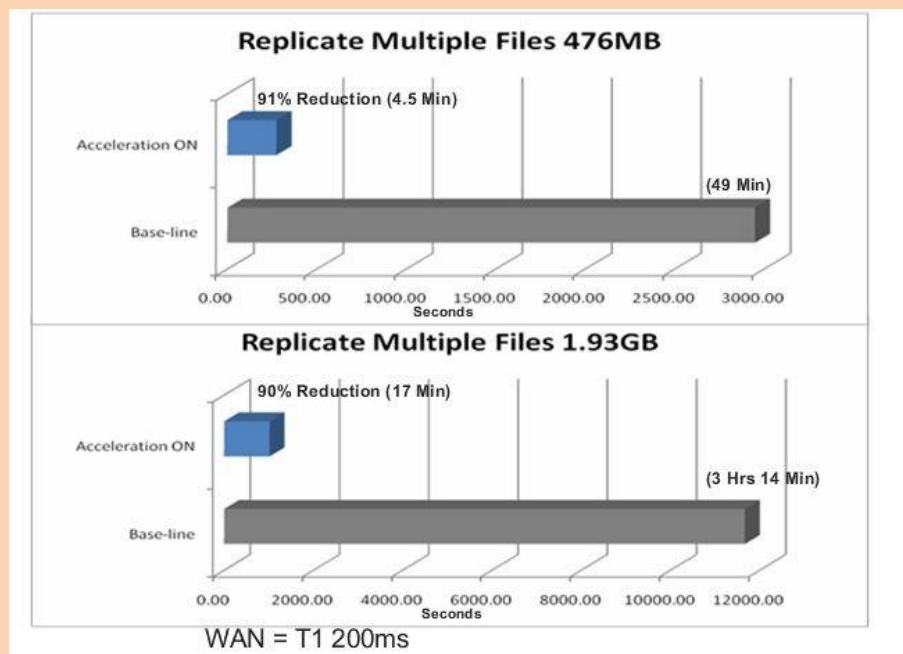 Replicate Multiple Files 476MB
91% Reduction (4.5 Min)
Acceleration ON
(49 Min)
Base-line
0.00 500.00 1000.00 1500.00 2000.00 2500.00 3000.00
Seconds
Replicate Multiple Files 1.93GB
90% Reduction (17 Min)
Acceleration ON
(3 Hrs 14 Min)
Base-line
0.00 2000.00 4000.00 6000.00 8000.00 10000.00 12000.00
Seconds
WAN = T1 200ms